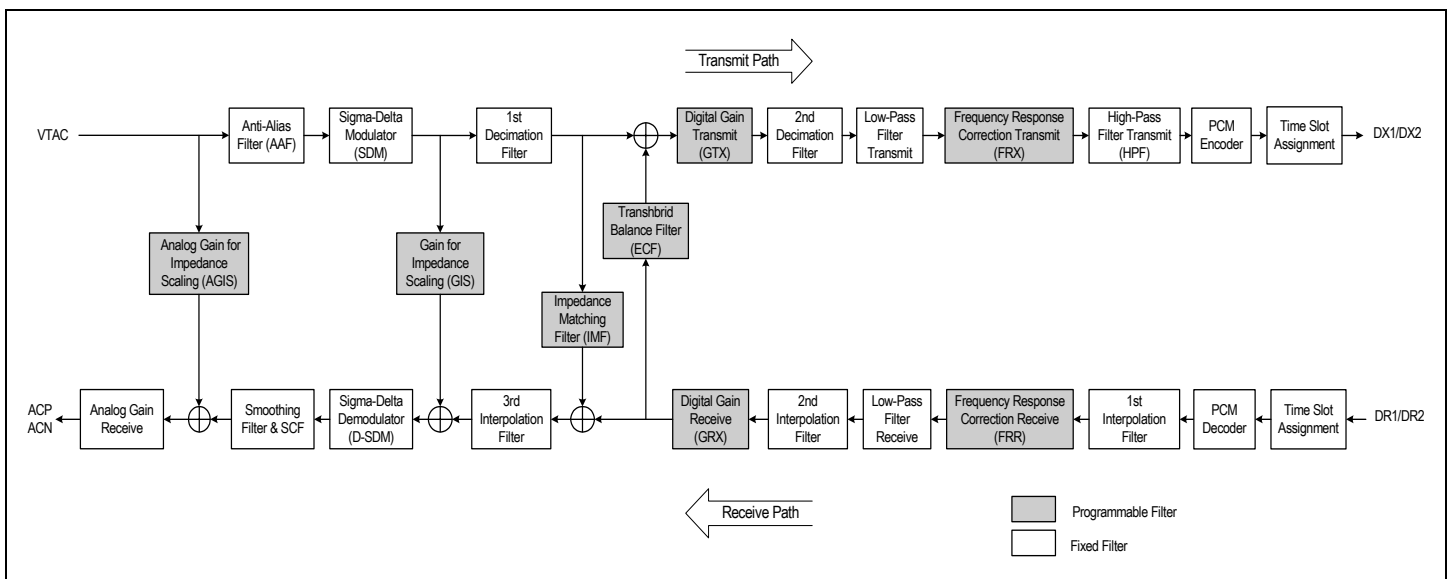 Transmit Path
VTAC
Anti-Alias
Filter (AAF)
Sigma-Delta
Modulator
(SDM)
1st
Decimation
Filter
Digital Gain
Transmit
(GTX)
2nd
Decimation
Filter
Low-Pass
Filter
Transmit
Frequency Response
Correction Transmit
(FRX)
High-Pass
Filter Transmit
(HPF)
PCM
Encoder
Time Slot
Assignment
DX1/DX2
Analog Gain for
Impedance
Scaling (AGIS)
Gain for
Impedance
Scaling (GIS)
Impedance
Matching
Filter (IMF)
Transhbrid
Balance Filter
(ECF)
ACP
ACN
Analog Gain
Receive
Smoothing
Filter & SCF
Sigma-Delta
Demodulator
(D-SDM)
3rd
Interpolation
Filter
Digital Gain
Receive
(GRX)
2nd
Interpolation
Filter
Low-Pass
Filter
Receive
Frequency Response
Correction Receive
(FRR)
1st
Interpolation
Filter
PCM
Decoder
Time Slot
Assignment
DR1/DR2
Receive Path
Programmable Filter
Fixed Filter